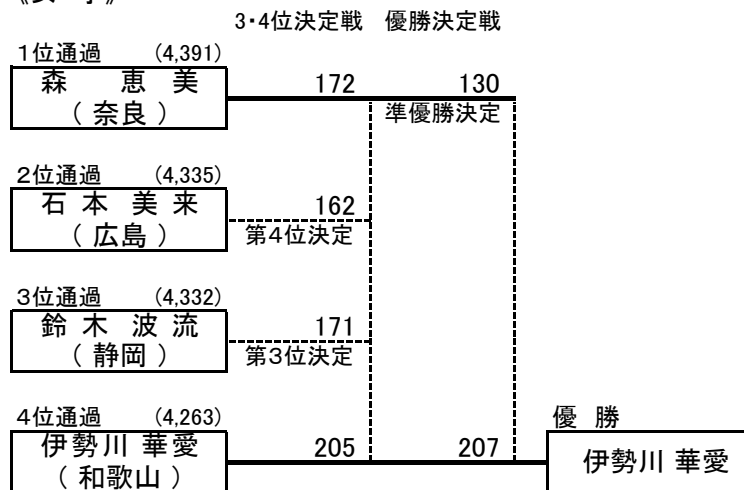 3・4位決定戦 優勝決定戦
1位通過 (4,391)
森 恵 美 172 130
( 奈良 ) 準優勝決定
2位通過 (4,335)
石 本 美 来 162
( 広島 ) 第4位決定
3位通過 (4,332)
鈴 木 波 流 171
( 静岡 ) 第3位決定
4位通過 (4,263) 優 勝
伊勢川 華愛 205 207 伊勢川 華愛
( 和歌山 )